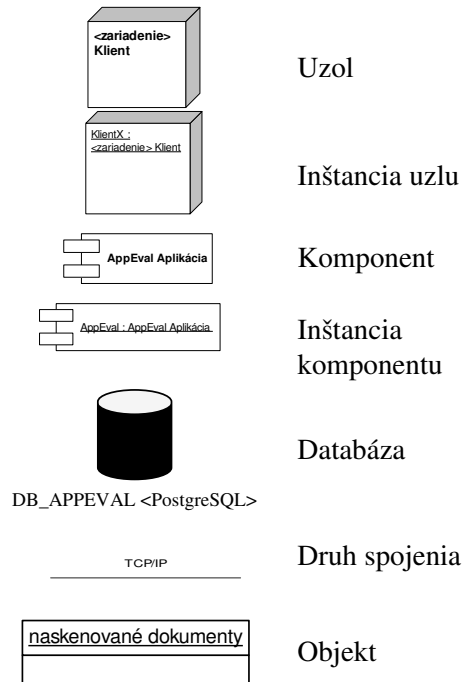 <zariadenie>
Klient
Uzol
KlientX :
<zariadenie> Klient
Inštancia uzlu
AppEval Aplikácia
Komponent
AppEval : AppEval Aplikácia
Inštancia
komponentu
Databáza
DB_APPEVAL <PostgreSQL>
TCP/IP
Druh spojenia
naskenované dokumenty
Objekt